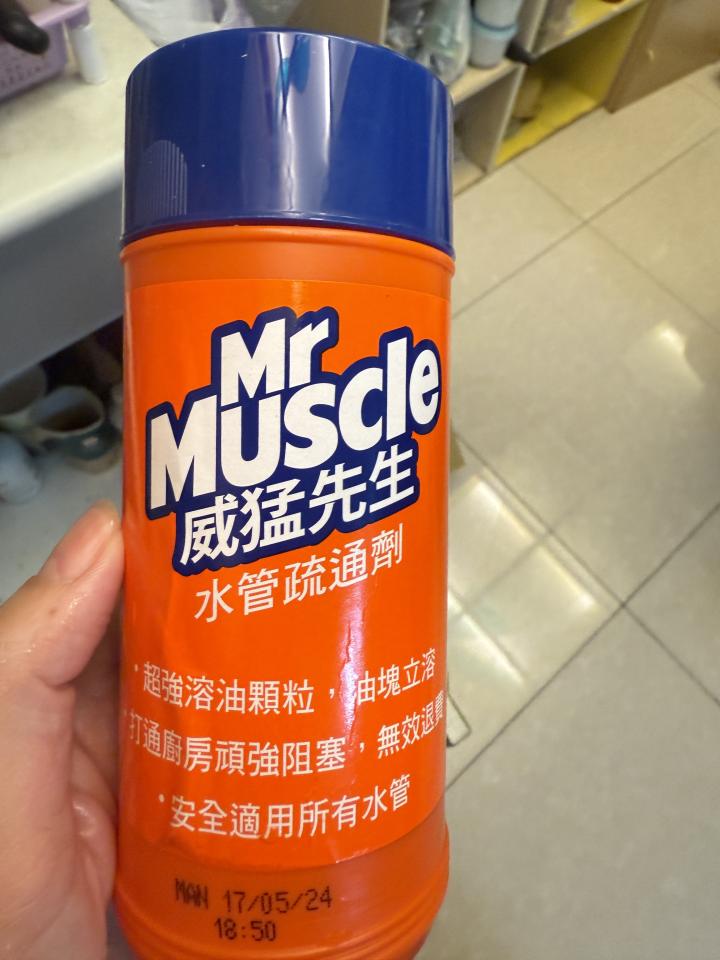 Mr
Muscle
威猛先生
水管疏通劑
·超強溶油顆粒，油塊立溶
·打通廚房頑強阻塞，無效退費
·安全適用所有水管
MAN 17/05/24
18:50